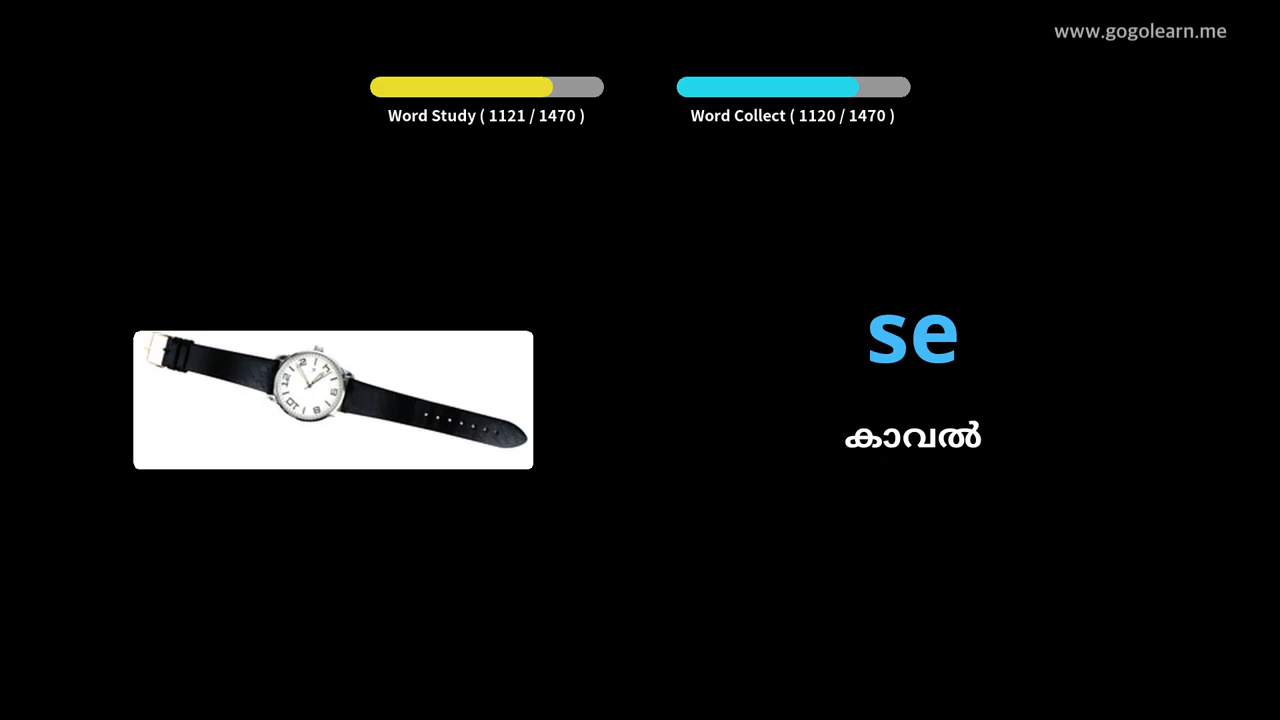 www.gogolearn.me
Word Study ( 1121 / 1470 )
Word Collect ( 1120 / 1470 )
se
കാവൽ